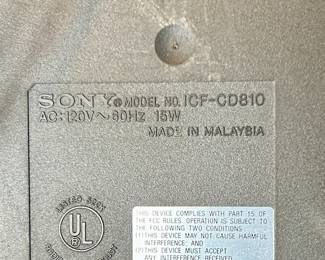 SONY® MODEL NO. ICF-CD810
AC: 120V~60Hz 15W
MADE IN MALAYSIA
UL
®
THIS DEVICE COMPLIES WITH PART 15 OF
THE FCC RULES. OPERATION IS SUBJECT TO
THE FOLLOWING TWO CONDITIONS:
(1)THIS DEVICE MAY NOT CAUSE HARMFUL
INTERFERENCE; AND
(2)THIS DEVICE MUST ACCEPT
ANY INTERFERENCE